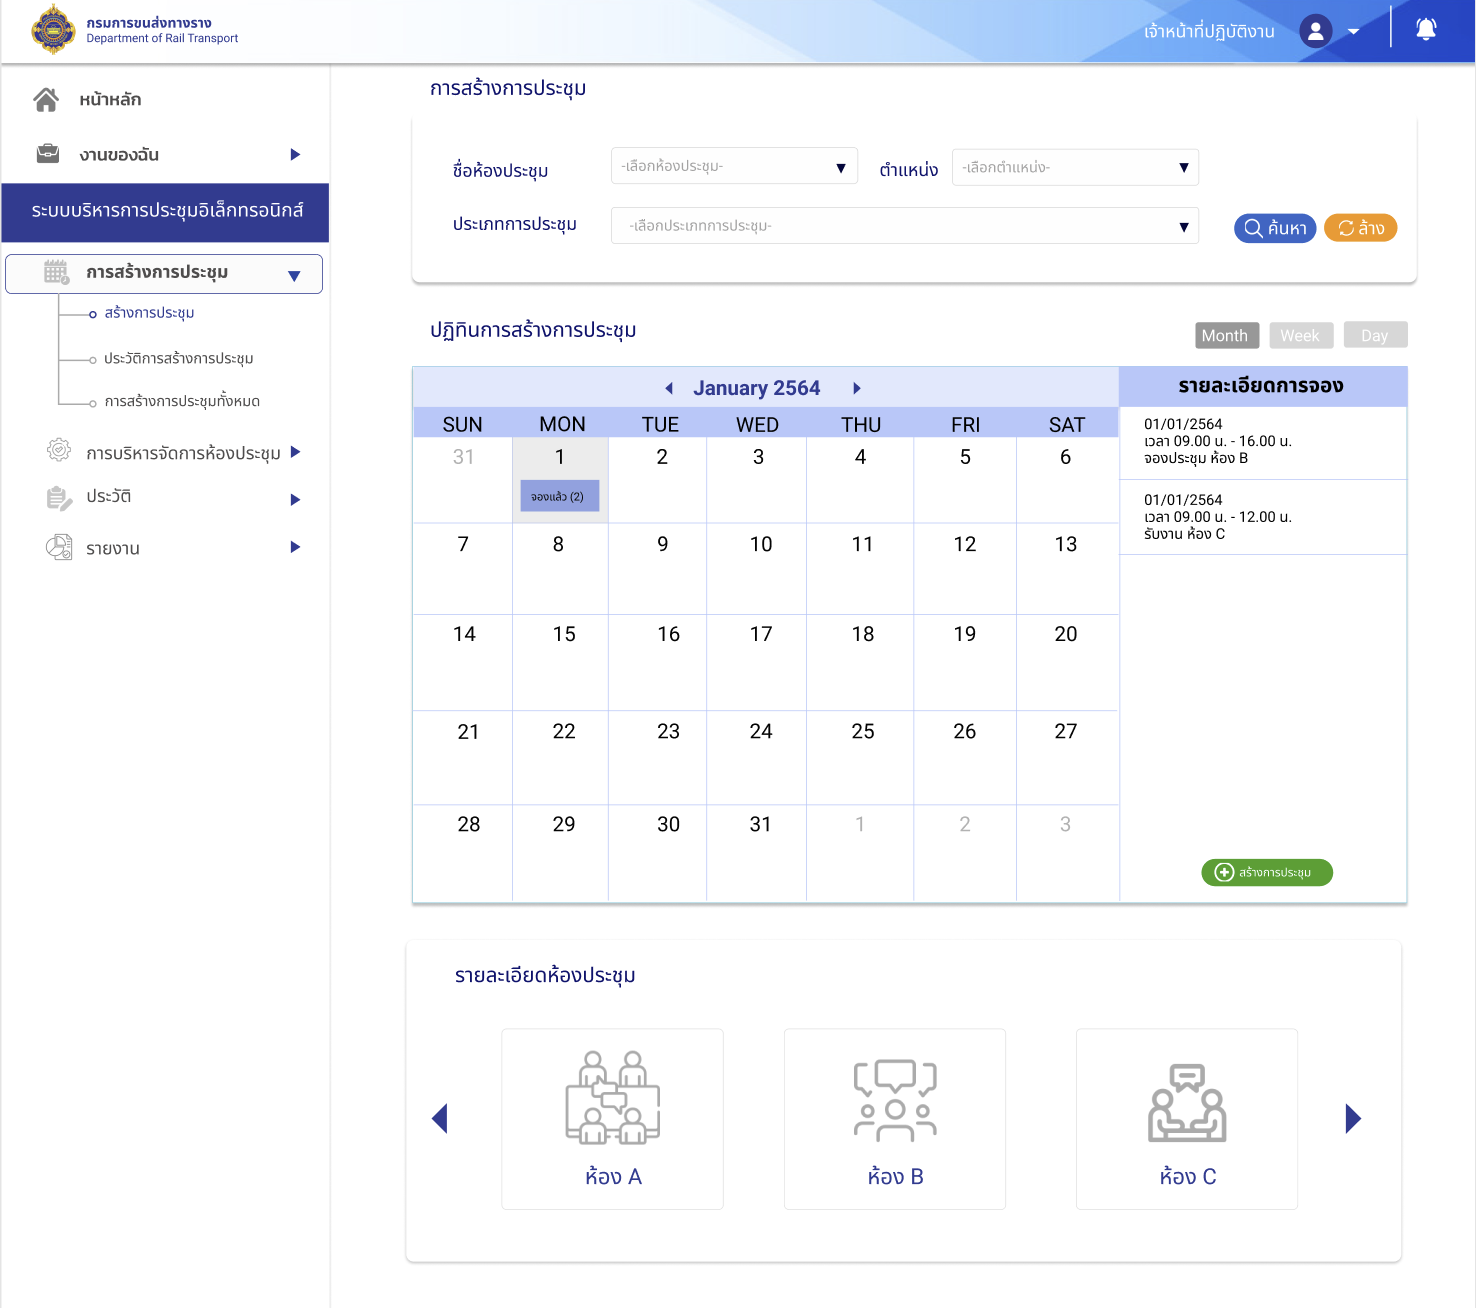 กรมการขนส่งทางราง
Department of Rail Transport
เจ้าหน้าที่ปฏิบัติงาน
หน้าหลัก
งานของฉัน
ระบบบริหารการประชุมอิเล็กทรอนิกส์
การสร้างการประชุม
สร้างการประชุม
ประวัติการสร้างการประชุม
การสร้างการประชุมทั้งหมด
การบริหารจัดการห้องประชุม
ประวัติ
รายงาน
การสร้างการประชุม
ชื่อห้องประชุม -เลือกห้องประชุม- ตำแหน่ง -เลือกตำแหน่ง-
ประเภทการประชุม -เลือกประเภทการประชุม- ค้นหา ล้าง
ปฏิทินการสร้างการประชุม
Month Week Day
January 2564
SUN MON TUE WED THU FRI SAT
31 1 2 3 4 5 6
จองแล้ว (2)
7 8 9 10 11 12 13
14 15 16 17 18 19 20
21 22 23 24 25 26 27
28 29 30 31 1 2 3
รายละเอียดการจอง
01/01/2564
เวลา 09.00 น. - 16.00 น.
จองประชุม ห้อง B
01/01/2564
เวลา 09.00 น. - 12.00 น.
รับงาน ห้อง C
สร้างการประชุม
รายละเอียดห้องประชุม
ห้อง A ห้อง B ห้อง C